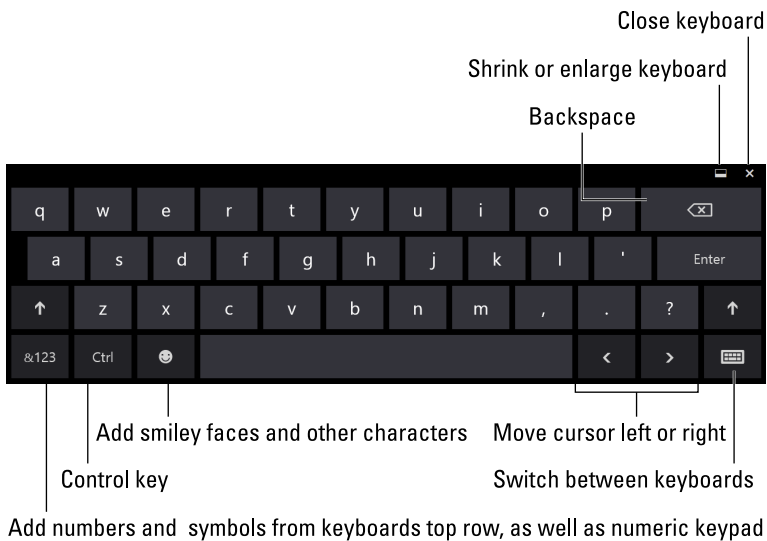 Close keyboard
Shrink or enlarge keyboard
Backspace
q w e r t y u i o p
a s d f g h j k l ' Enter
z x c v b n m , . ?
&123 Ctrl < >
Add smiley faces and other characters Move cursor left or right
Control key Switch between keyboards
Add numbers and symbols from keyboards top row, as well as numeric keypad